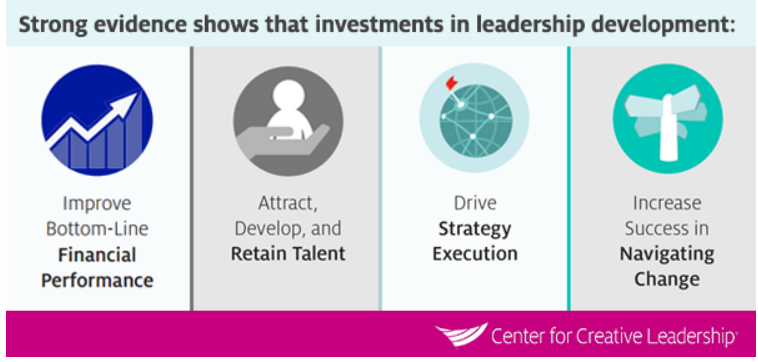 Strong evidence shows that investments in leadership development:
Improve
Bottom-Line
Financial
Performance
Attract,
Develop, and
Retain Talent
Drive
Strategy
Execution
Increase
Success in
Navigating
Change
Center for Creative Leadership